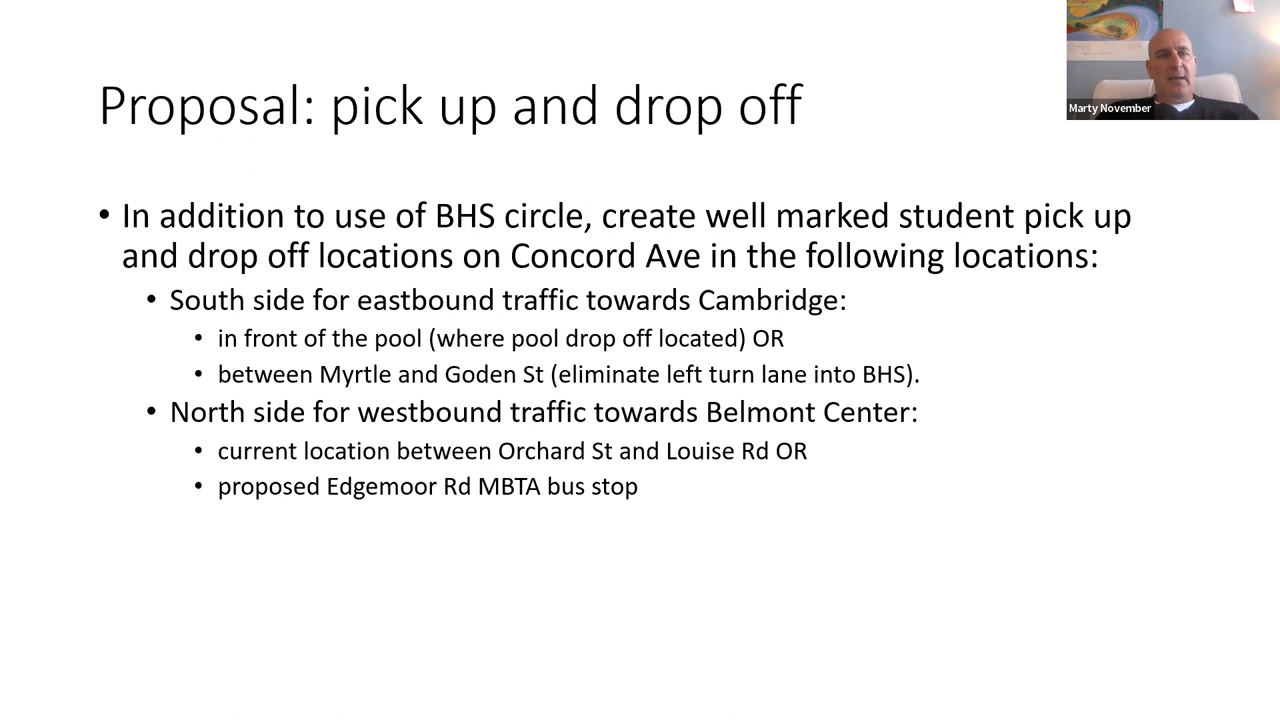 Proposal: pick up and drop off
Marty November
• In addition to use of BHS circle, create well marked student pick up
and drop off locations on Concord Ave in the following locations:
• South side for eastbound traffic towards Cambridge:
• in front of the pool (where pool drop off located) OR
• between Myrtle and Goden St (eliminate left turn lane into BHS).
• North side for westbound traffic towards Belmont Center:
• current location between Orchard St and Louise Rd OR
• proposed Edgemoor Rd MBTA bus stop